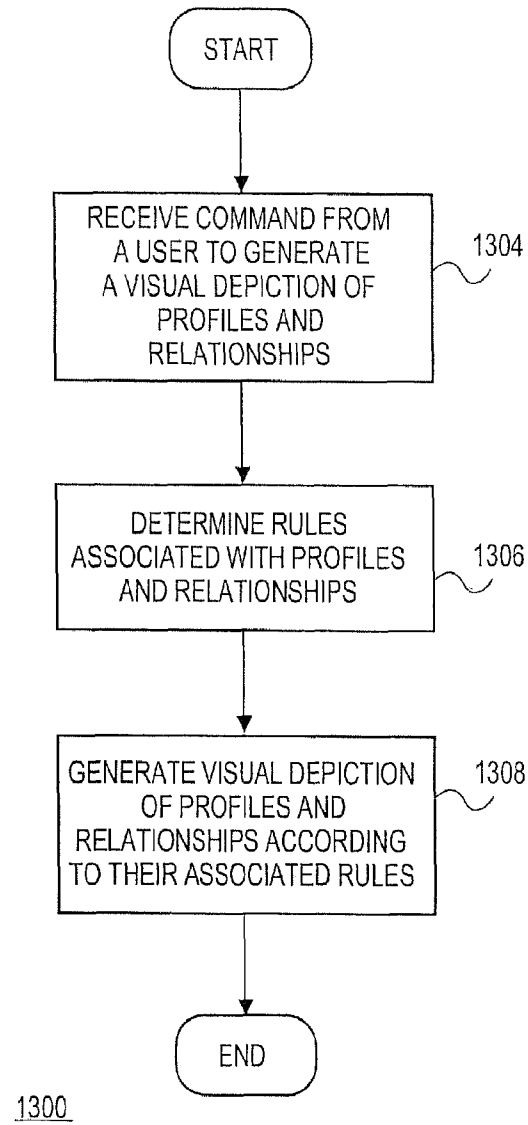 START
RECEIVE COMMAND FROM
A USER TO GENERATE
A VISUAL DEPICTION OF
PROFILES AND
RELATIONSHIPS
1304
DETERMINE RULES
ASSOCIATED WITH PROFILES
AND RELATIONSHIPS
1306
GENERATE VISUAL DEPICTION
OF PROFILES AND
RELATIONSHIPS ACCORDING
TO THEIR ASSOCIATED RULES
1308
END
1300